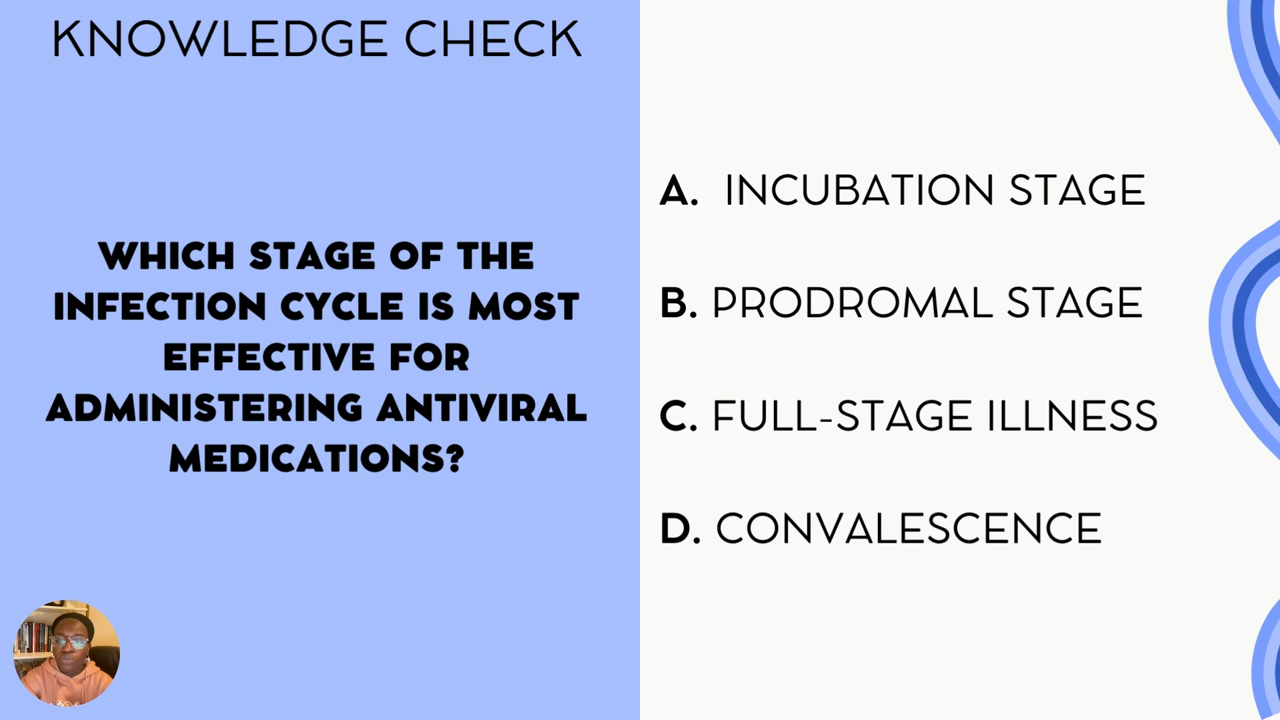 KNOWLEDGE CHECK
WHICH STAGE OF THE
INFECTION CYCLE IS MOST
EFFECTIVE FOR
ADMINISTERING ANTIVIRAL
MEDICATIONS?
A. INCUBATION STAGE
B. PRODROMAL STAGE
C. FULL-STAGE ILLNESS
D. CONVALESCENCE